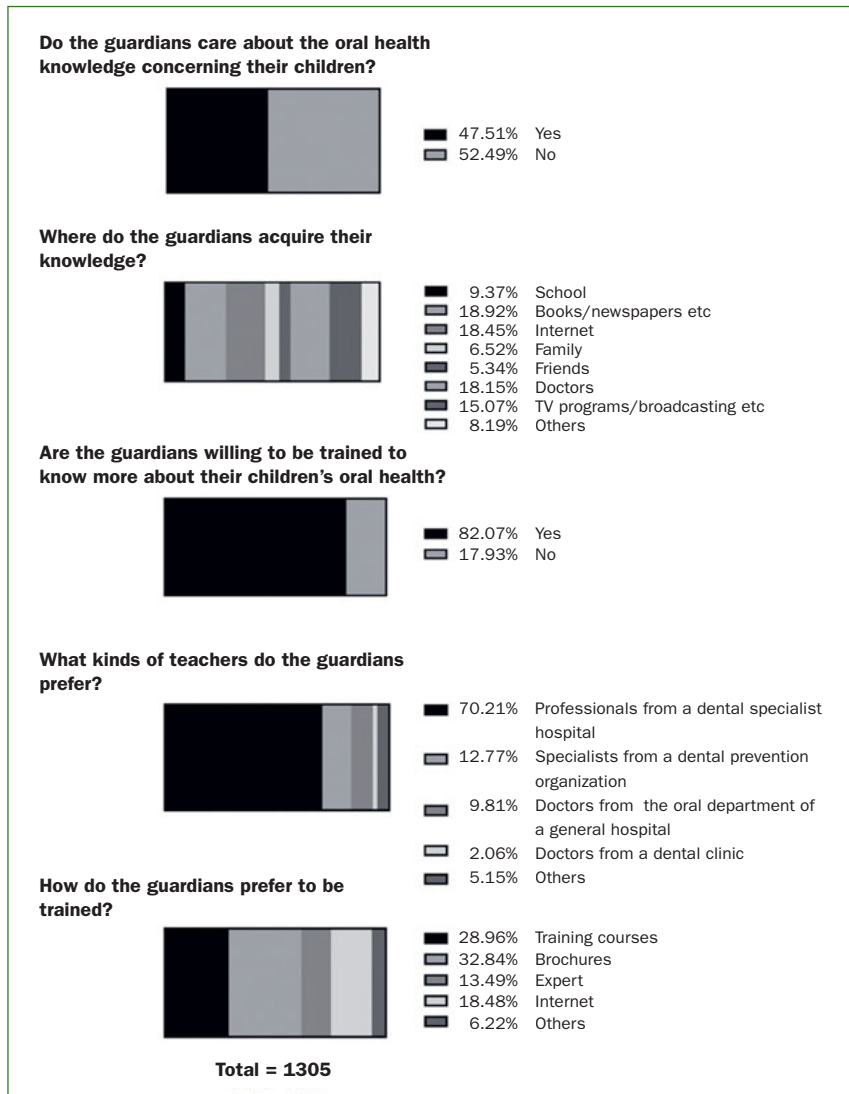 Do the guardians care about the oral health
knowledge concerning their children?
47.51% Yes
52.49% No
Where do the guardians acquire their
knowledge?
9.37% School
18.92% Books/newspapers etc
18.45% Internet
6.52% Family
5.34% Friends
18.15% Doctors
15.07% TV programs/broadcasting etc
8.19% Others
Are the guardians willing to be trained to
know more about their children's oral health?
82.07% Yes
17.93% No
What kinds of teachers do the guardians
prefer?
70.21% Professionals from a dental specialist
hospital
12.77% Specialists from a dental prevention
organization
9.81% Doctors from the oral department of
a general hospital
2.06% Doctors from a dental clinic
5.15% Others
How do the guardians prefer to be
trained?
28.96% Training courses
32.84% Brochures
13.49% Expert
18.48% Internet
6.22% Others
Total = 1305